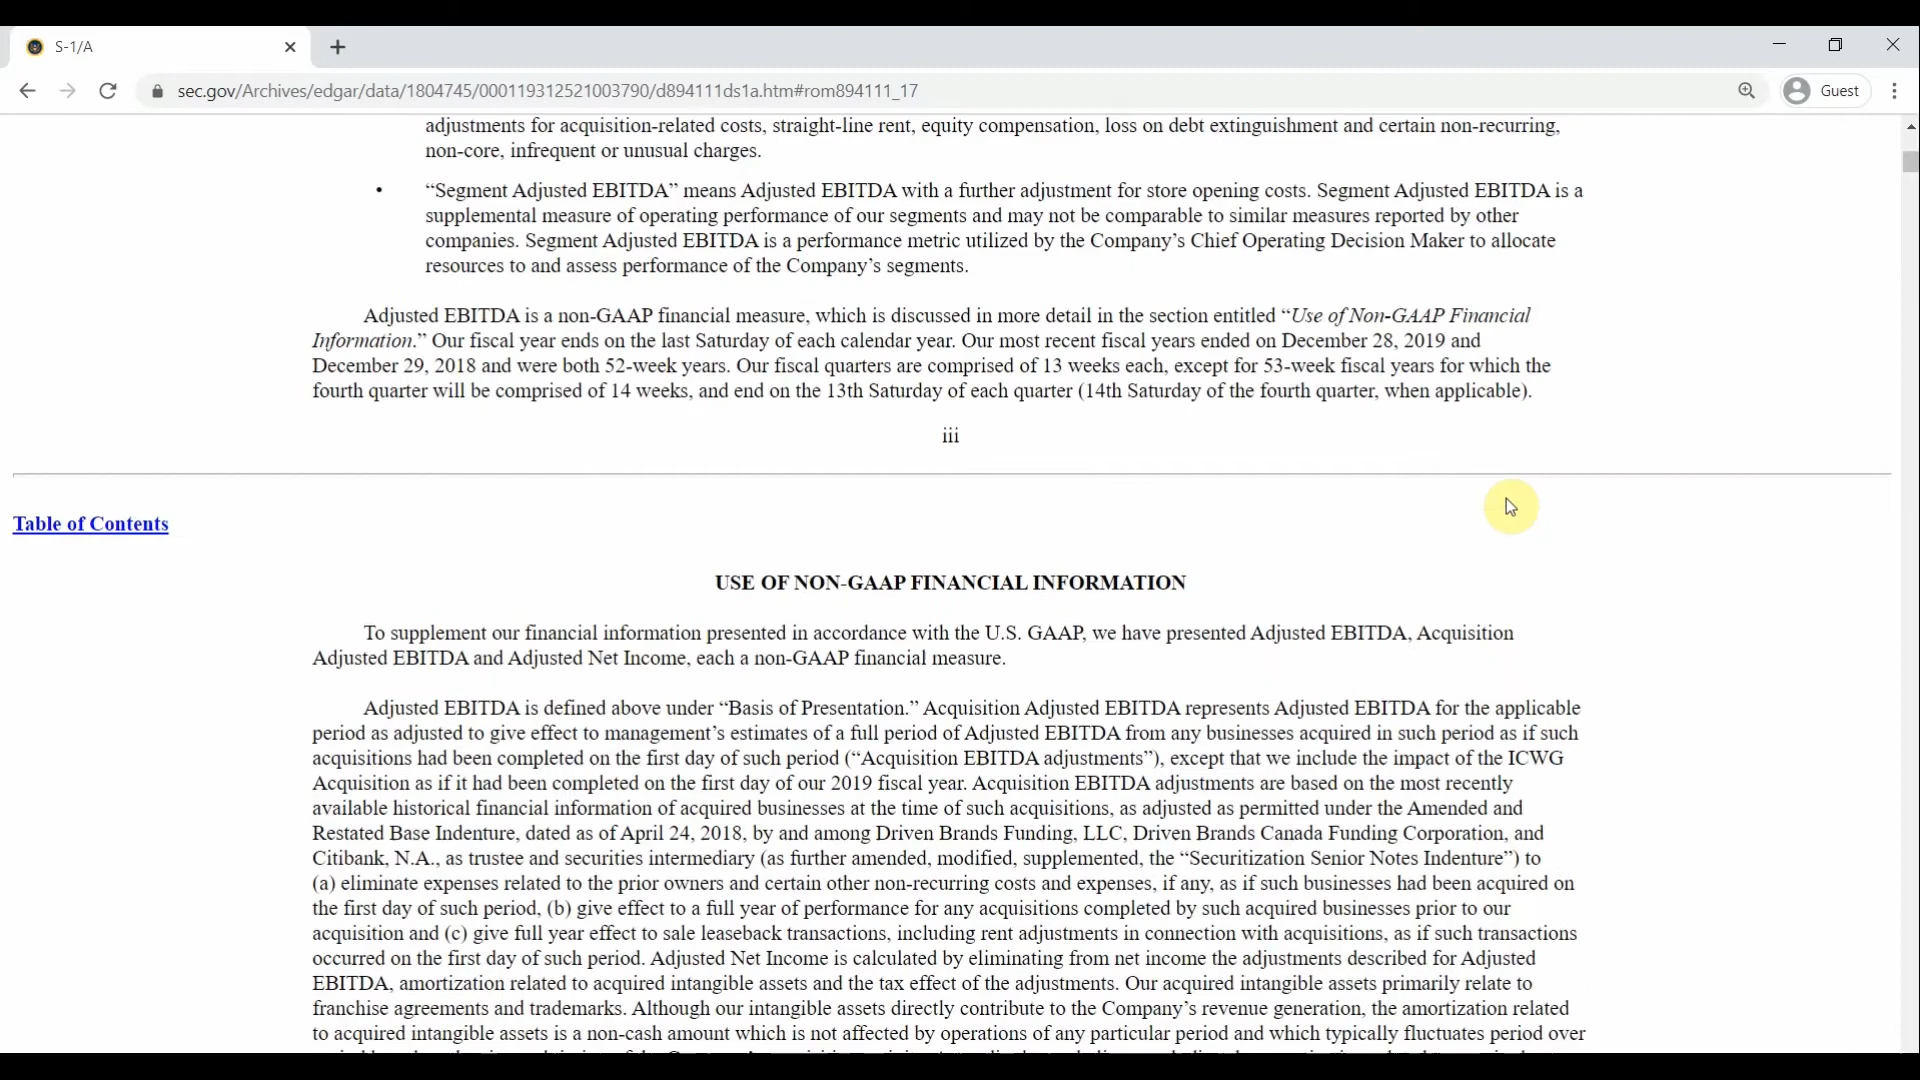 S-1/A
sec.gov/Archives/edgar/data/1804745/000119312521003790/d894111ds1a.htm#rom894111_17
Guest
adjustments for acquisition-related costs, straight-line rent, equity compensation, loss on debt extinguishment and certain non-recurring,
non-core, infrequent or unusual charges.
• “Segment Adjusted EBITDA” means Adjusted EBITDA with a further adjustment for store opening costs. Segment Adjusted EBITDA is a
supplemental measure of operating performance of our segments and may not be comparable to similar measures reported by other
companies. Segment Adjusted EBITDA is a performance metric utilized by the Company’s Chief Operating Decision Maker to allocate
resources to and assess performance of the Company’s segments.
Adjusted EBITDA is a non-GAAP financial measure, which is discussed in more detail in the section entitled “Use of Non-GAAP Financial
Information.” Our fiscal year ends on the last Saturday of each calendar year. Our most recent fiscal years ended on December 28, 2019 and
December 29, 2018 and were both 52-week years. Our fiscal quarters are comprised of 13 weeks each, except for 53-week fiscal years for which the
fourth quarter will be comprised of 14 weeks, and end on the 13th Saturday of each quarter (14th Saturday of the fourth quarter, when applicable).
iii
Table of Contents
USE OF NON-GAAP FINANCIAL INFORMATION
To supplement our financial information presented in accordance with the U.S. GAAP, we have presented Adjusted EBITDA, Acquisition
Adjusted EBITDA and Adjusted Net Income, each a non-GAAP financial measure.
Adjusted EBITDA is defined above under “Basis of Presentation.” Acquisition Adjusted EBITDA represents Adjusted EBITDA for the applicable
period as adjusted to give effect to management’s estimates of a full period of Adjusted EBITDA from any businesses acquired in such period as if such
acquisitions had been completed on the first day of such period (“Acquisition EBITDA adjustments”), except that we include the impact of the ICWG
Acquisition as if it had been completed on the first day of our 2019 fiscal year. Acquisition EBITDA adjustments are based on the most recently
available historical financial information of acquired businesses at the time of such acquisitions, as adjusted as permitted under the Amended and
Restated Base Indenture, dated as of April 24, 2018, by and among Driven Brands Funding, LLC, Driven Brands Canada Funding Corporation, and
Citibank, N.A., as trustee and securities intermediary (as further amended, modified, supplemented, the “Securitization Senior Notes Indenture”) to
(a) eliminate expenses related to the prior owners and certain other non-recurring costs and expenses, if any, as if such businesses had been acquired on
the first day of such period, (b) give effect to a full year of performance for any acquisitions completed by such acquired businesses prior to our
acquisition and (c) give full year effect to sale leaseback transactions, including rent adjustments in connection with acquisitions, as if such transactions
occurred on the first day of such period. Adjusted Net Income is calculated by eliminating from net income the adjustments described for Adjusted
EBITDA, amortization related to acquired intangible assets and the tax effect of the adjustments. Our acquired intangible assets primarily relate to
franchise agreements and trademarks. Although our intangible assets directly contribute to the Company’s revenue generation, the amortization related
to acquired intangible assets is a non-cash amount which is not affected by operations of any particular period and which typically fluctuates period over